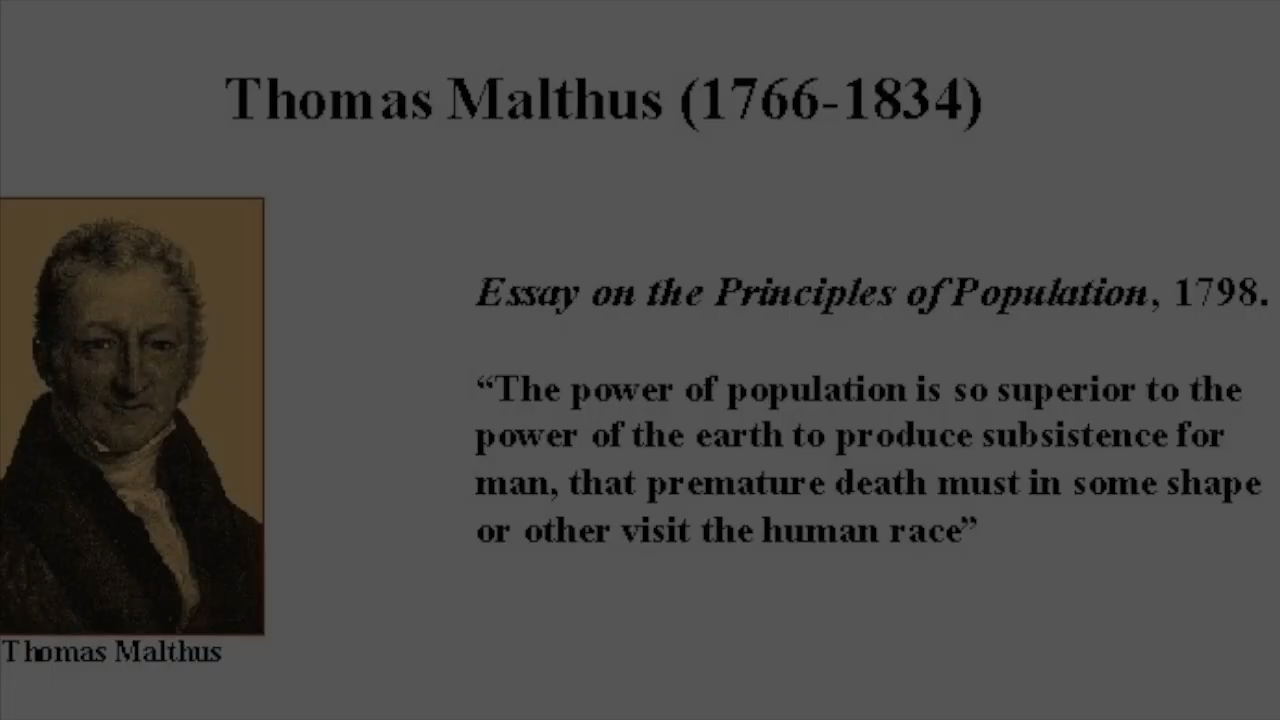 Thomas Malthus (1766-1834)
Essay on the Principles of Population, 1798.
“The power of population is so superior to the
power of the earth to produce subsistence for
man, that premature death must in some shape
or other visit the human race”
Thomas Malthus